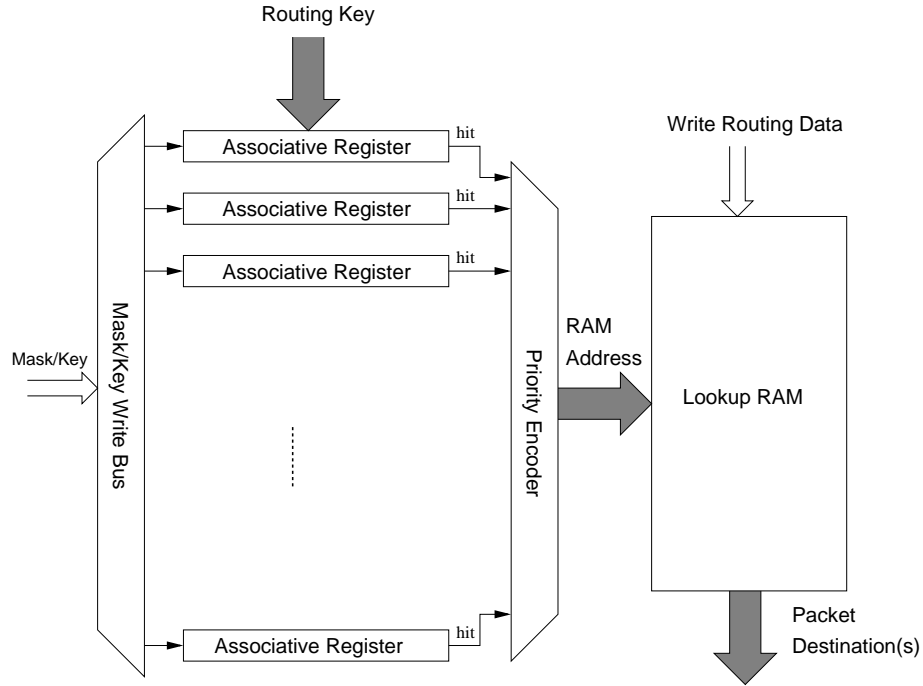 Routing Key
Associative Register
hit
Write Routing Data
Associative Register
hit
Associative Register
hit
Mask/Key
Mask/Key Write Bus
Priority Encoder
RAM
Address
Lookup RAM
Associative Register
hit
Packet
Destination(s)